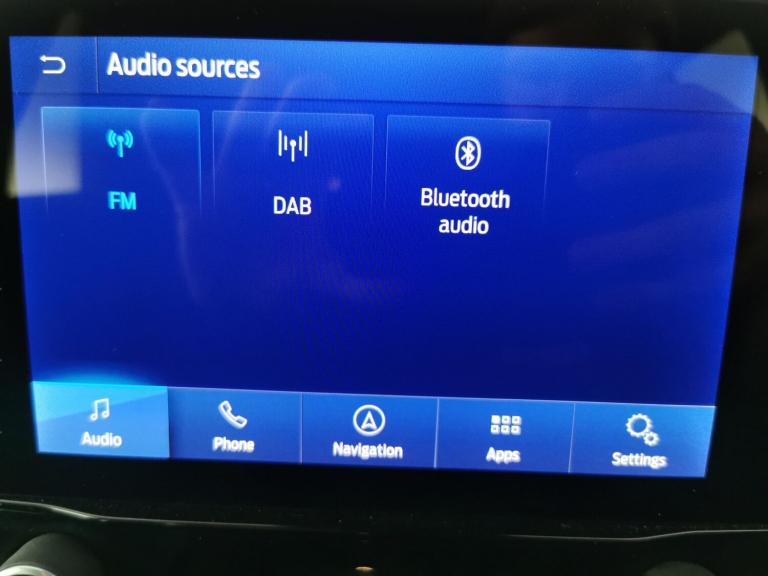 Audio sources
FM
DAB
Bluetooth
audio
Audio
Phone
Navigation
Apps
Settings